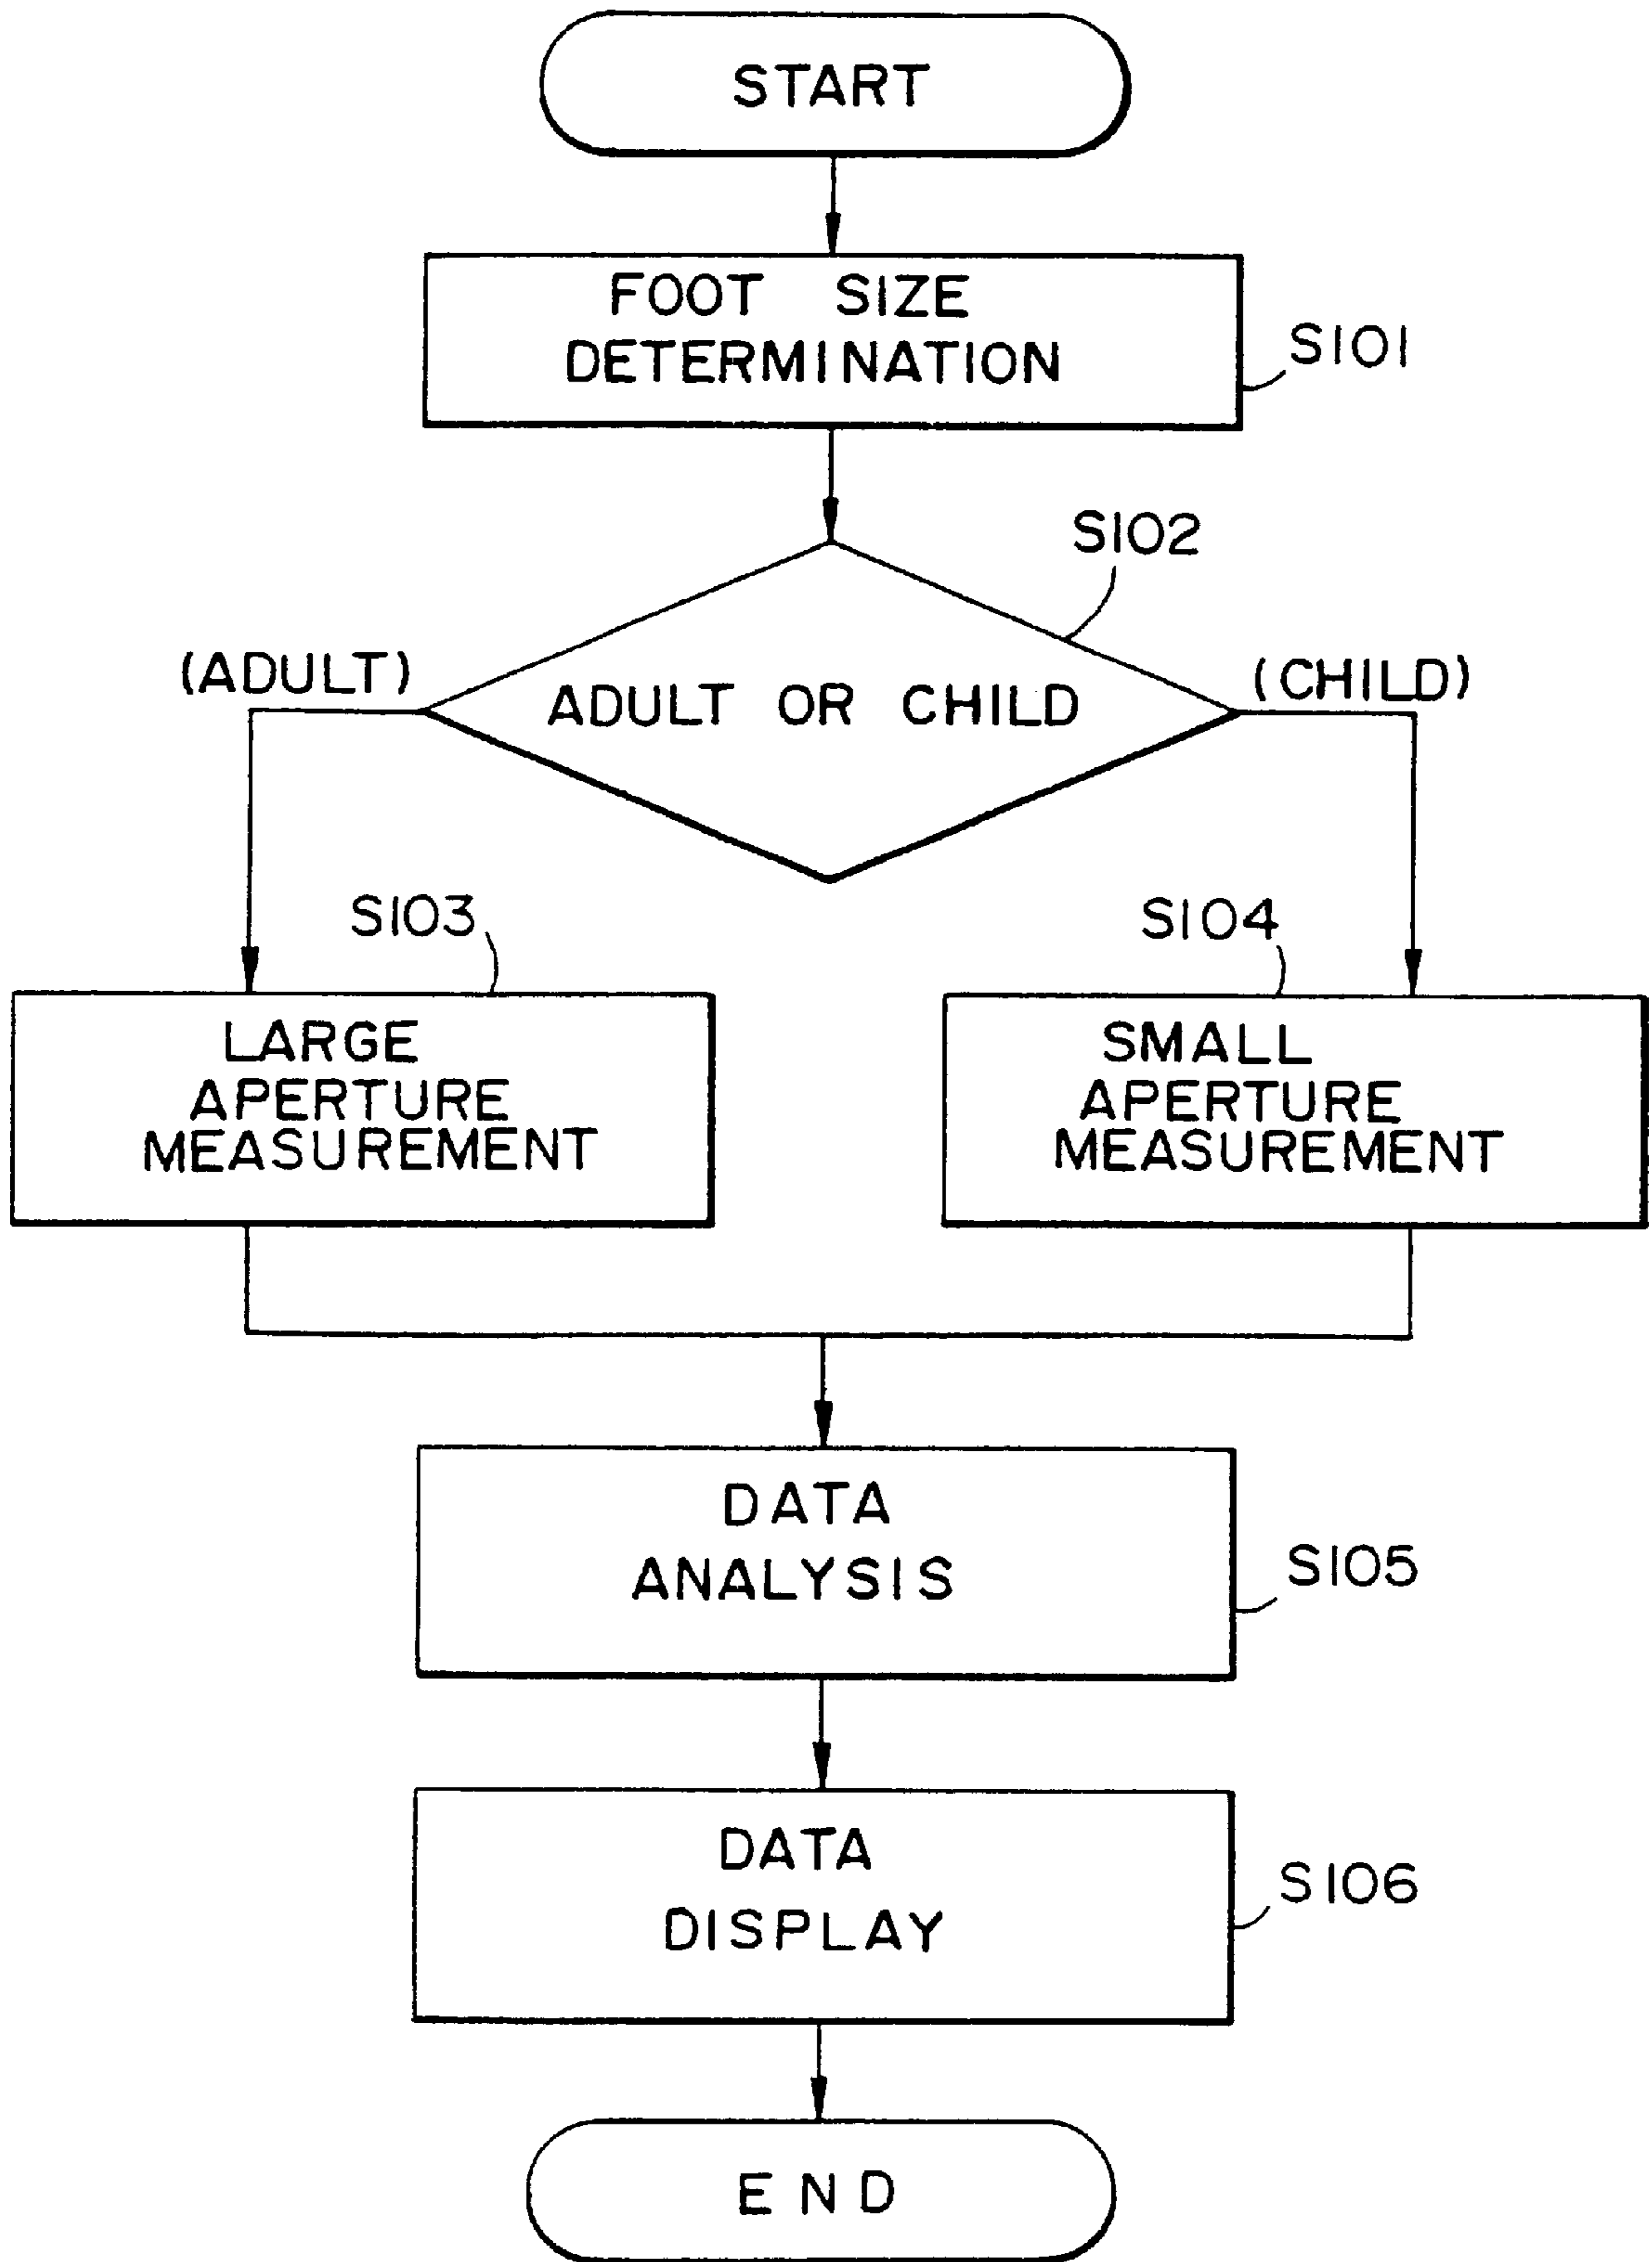 START
FOOT SIZE
DETERMINATION
S101
S102
(ADULT)
ADULT OR CHILD
(CHILD)
S103
LARGE
APERTURE
MEASUREMENT
S104
SMALL
APERTURE
MEASUREMENT
DATA
ANALYSIS
S105
DATA
DISPLAY
S106
END